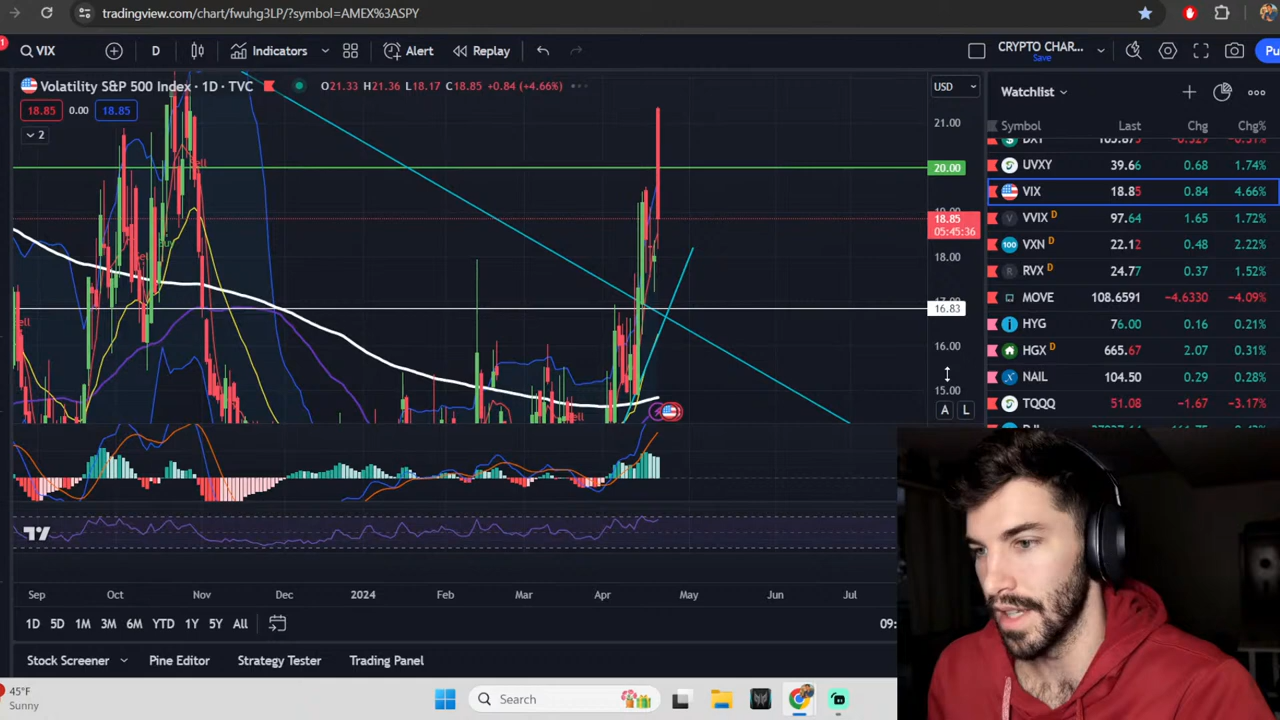 tradingview.com/chart/fwuhg3LP/?symbol=AMEX%3ASPY
VIX D Indicators Alert Replay CRYPTO CHAR... Save Pu
Volatility S&P 500 Index · 1D · TVC O21.33 H21.36 L18.17 C18.85 +0.84 (+4.66%)
18.85 0.00 18.85
2
USD
21.00
20.00
18.85
05:45:36
18.00
16.83
16.00
15.00
A L
ell
ell
Buy
ell
ell
Sep Oct Nov Dec 2024 Feb Mar Apr May Jun Jul
1D 5D 1M 3M 6M YTD 1Y 5Y All 09:
Stock Screener Pine Editor Strategy Tester Trading Panel
Watchlist
Symbol Last Chg Chg%
UVXY 39.66 0.68 1.74%
VIX 18.85 0.84 4.66%
VVIX D 97.64 1.65 1.72%
VXN D 22.12 0.48 2.22%
RVX D 24.77 0.37 1.52%
MOVE 108.6591 −4.6330 −4.09%
HYG 76.00 0.16 0.21%
HGX D 665.67 2.07 0.31%
NAIL 104.50 0.29 0.28%
TQQQ 51.08 −1.67 −3.17%
45°F
Sunny
Search